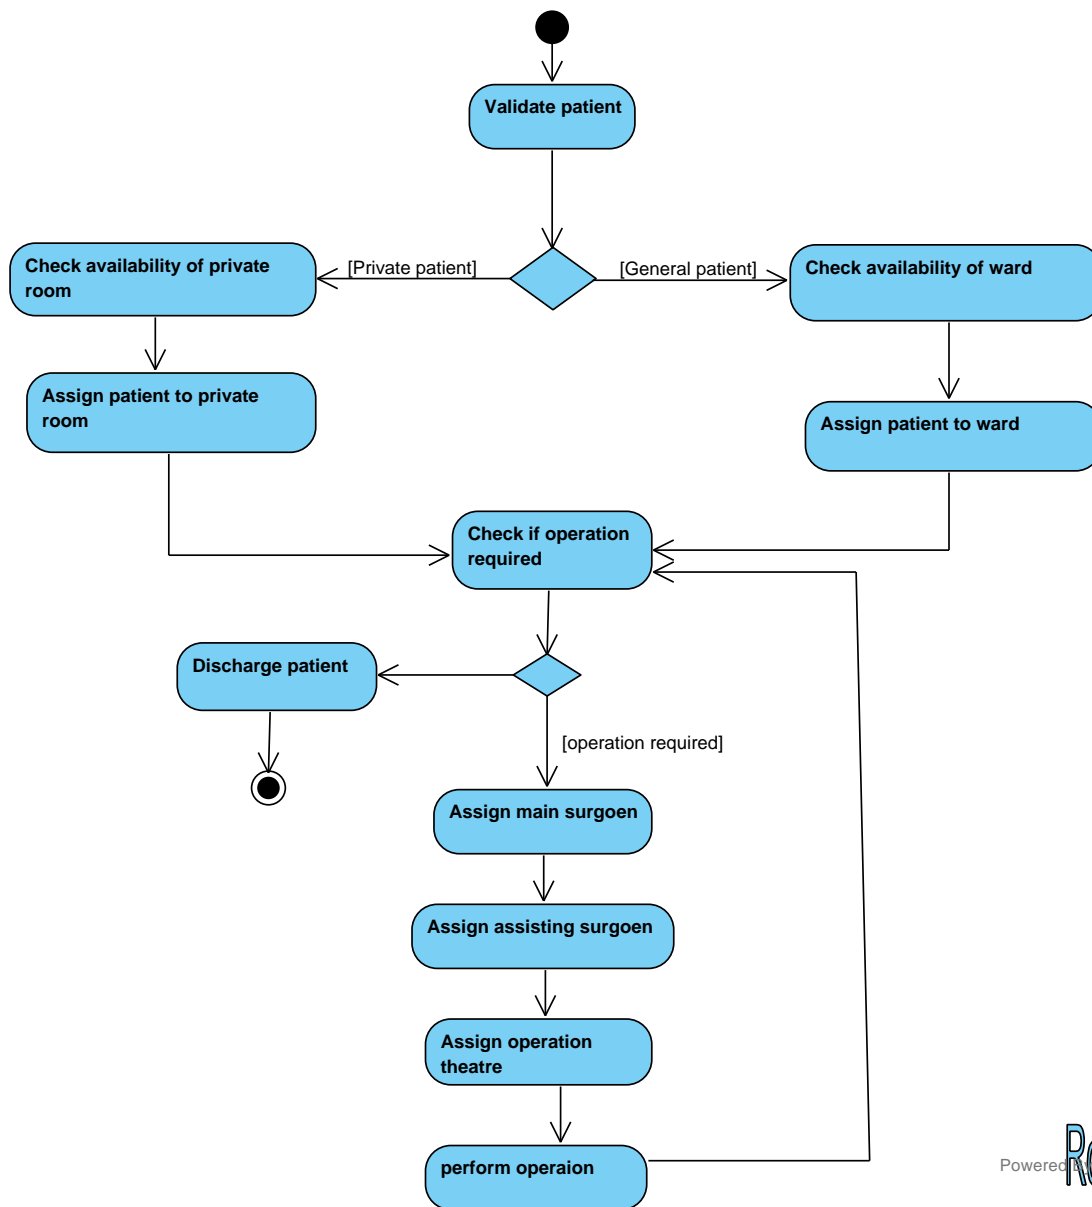 Validate patient
[Private patient]
[General patient]
Check availability of private
room
Check availability of ward
Assign patient to private
room
Assign patient to ward
Check if operation
required
Discharge patient
[operation required]
Assign main surgoen
Assign assisting surgoen
Assign operation
theatre
perform operaion
Powered